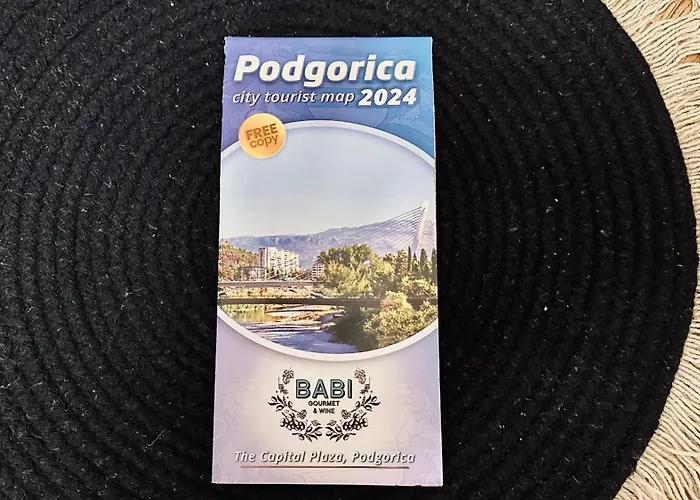 Podgorica
city tourist map 2024
FREE
copy
BABI
GOURMET
& WINE
The Capital Plaza, Podgorica